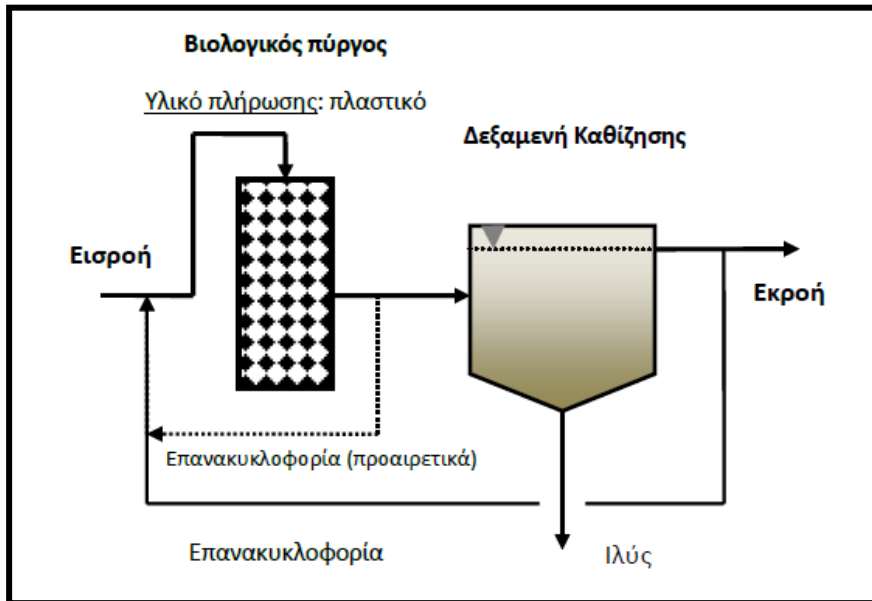 Βιολογικός πύργος
Υλικό πλήρωσης: πλαστικό
Δεξαμενή Καθίζησης
Εισροή
Εκροή
Επανακυκλοφορία (προαιρετικά)
Επανακυκλοφορία
Ιλύς